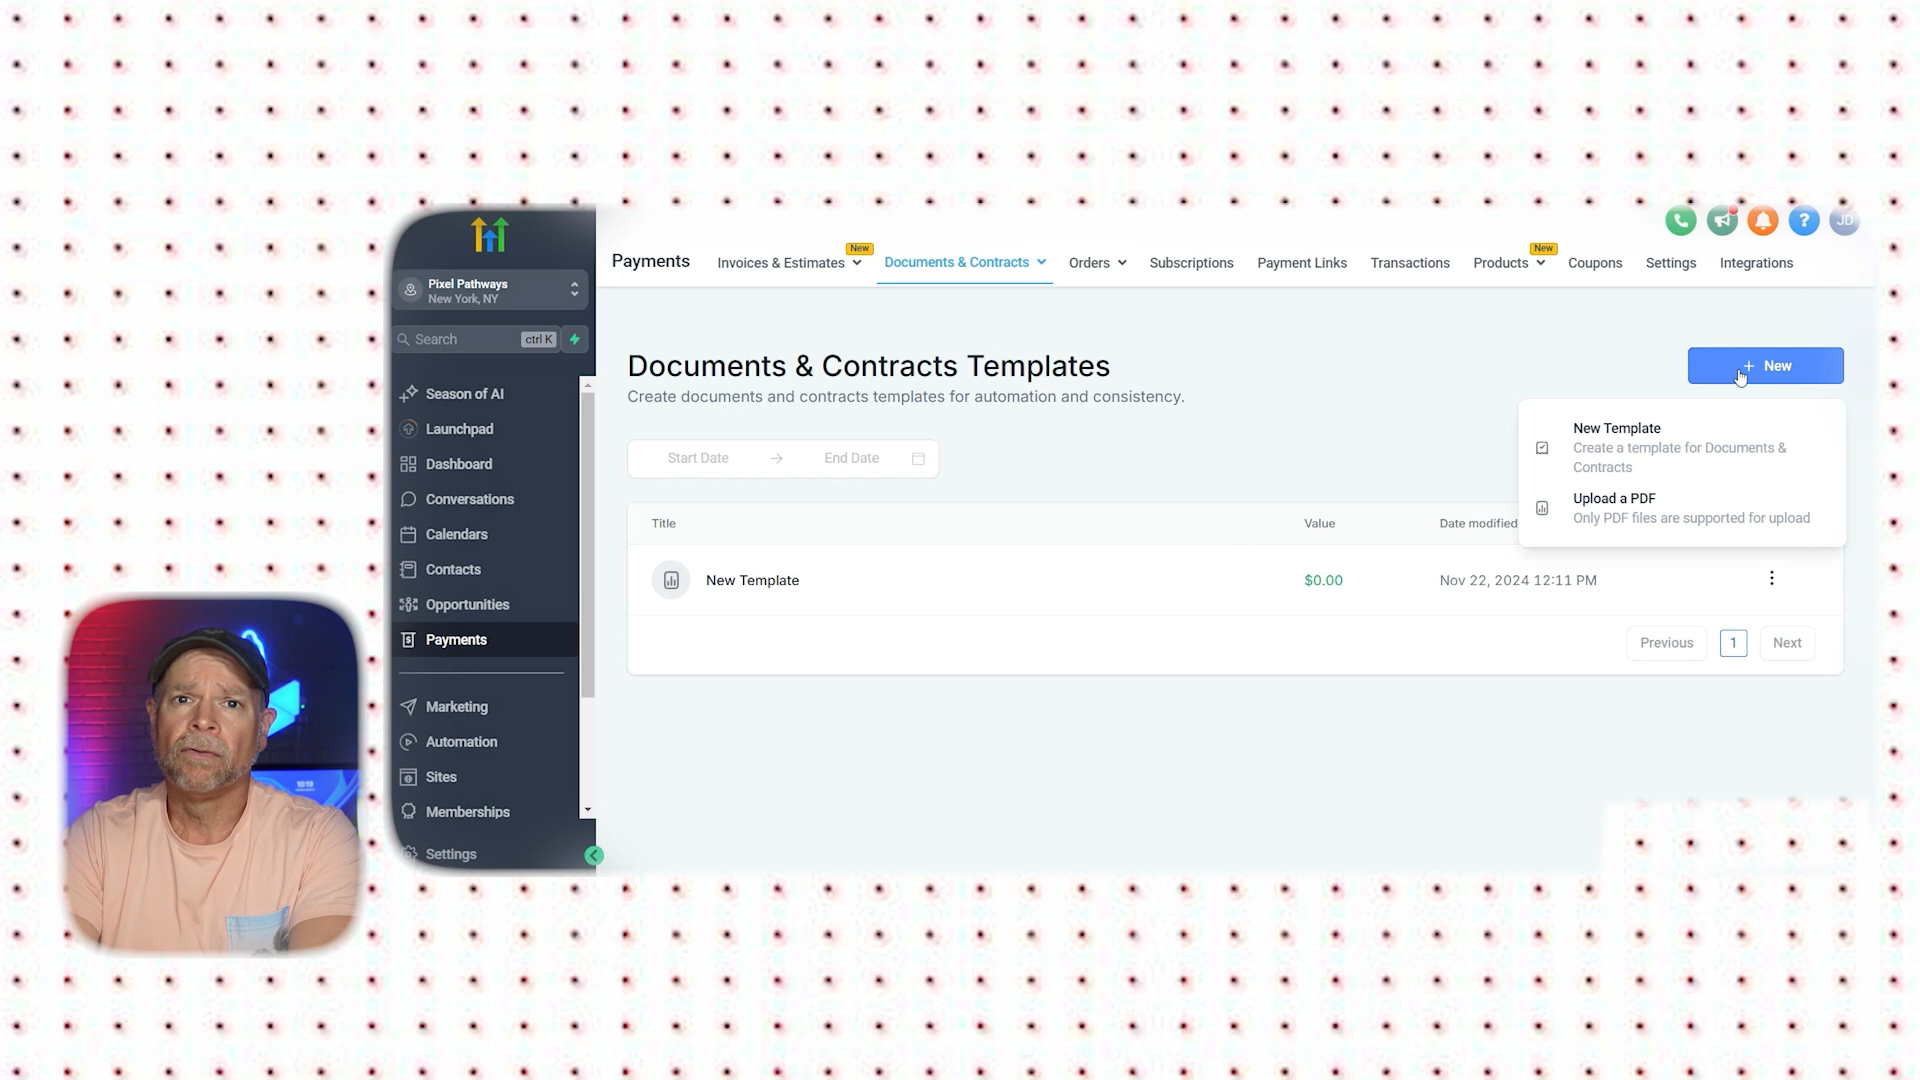 JD
Payments
Invoices & Estimates
New
Documents & Contracts
Orders
Subscriptions
Payment Links
Transactions
Products
New
Coupons
Settings
Integrations
Pixel Pathways
New York, NY
Search
ctrl K
Season of AI
Launchpad
Dashboard
Conversations
Calendars
Contacts
Opportunities
Payments
Marketing
Automation
Sites
Memberships
Settings
Documents & Contracts Templates
Create documents and contracts templates for automation and consistency.
+ New
New Template
Create a template for Documents &
Contracts
Upload a PDF
Only PDF files are supported for upload
Start Date
End Date
Title
Value
Date modified
New Template
$0.00
Nov 22, 2024 12:11 PM
Previous
1
Next
10:19